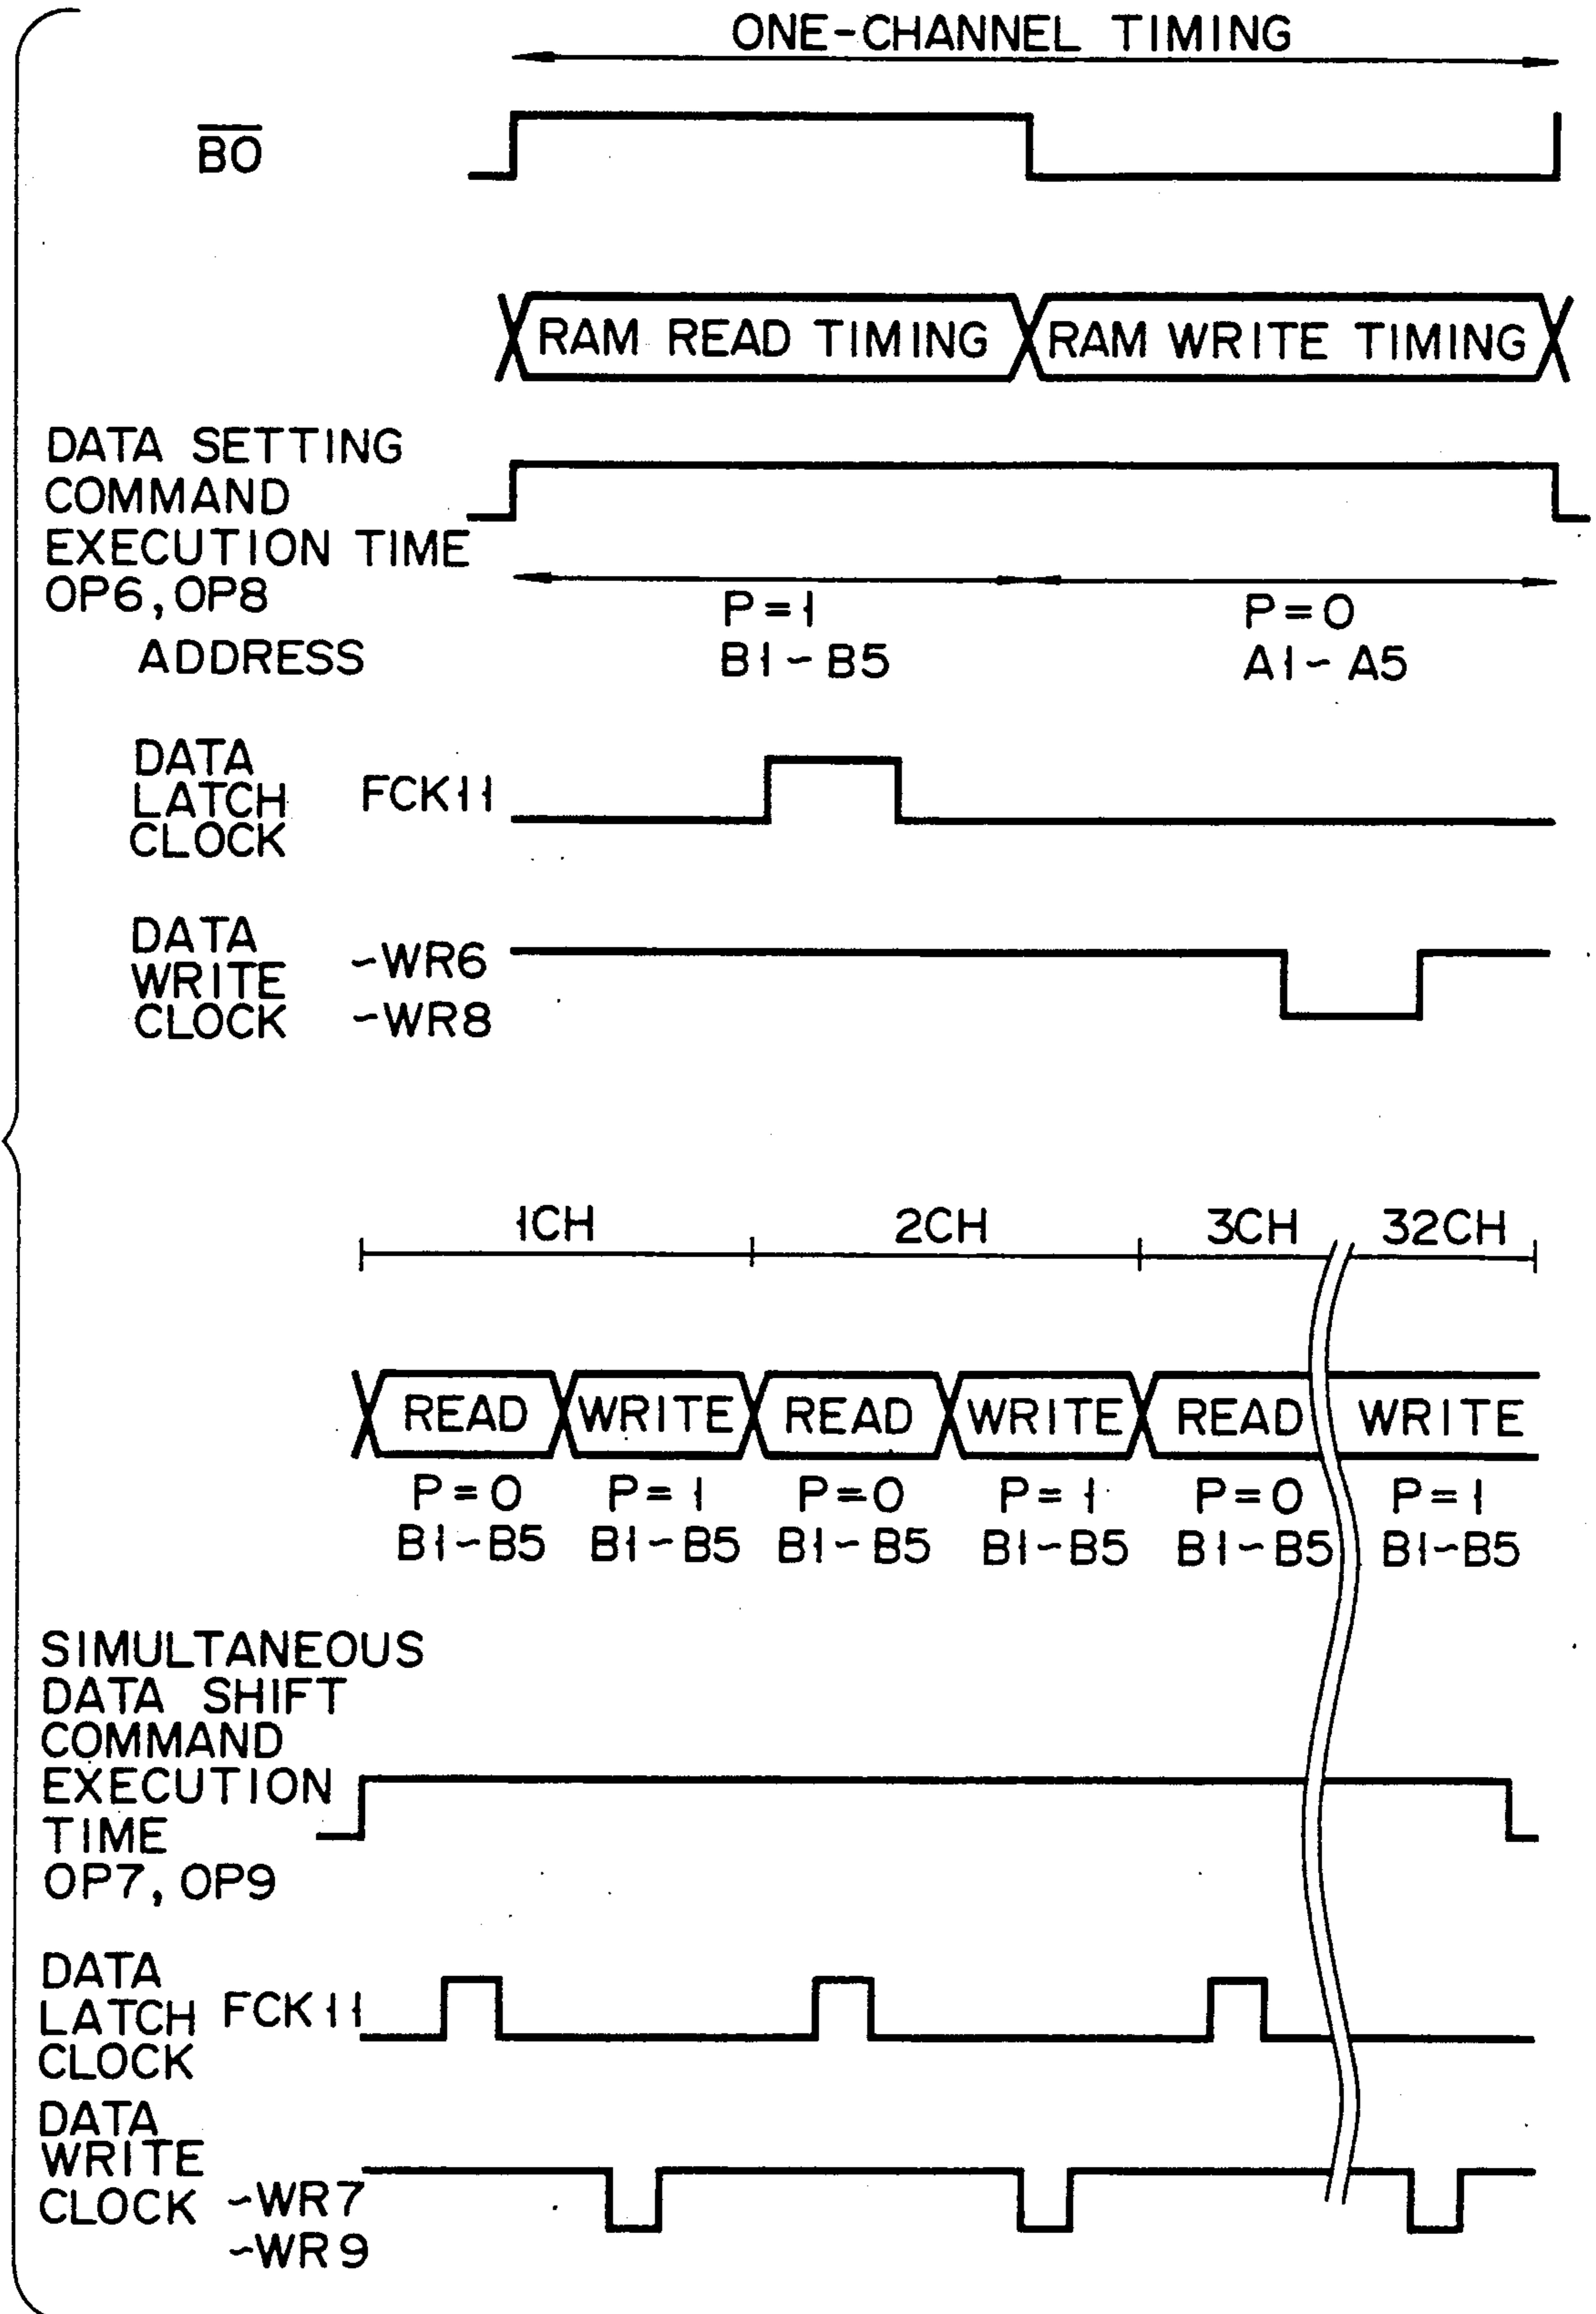 ONE-CHANNEL TIMING
B0
RAM READ TIMING RAM WRITE TIMING
DATA SETTING
COMMAND
EXECUTION TIME
OP6, OP8
P=1 P=0
ADDRESS B1~B5 A1~A5
DATA
LATCH FCK11
CLOCK
DATA
WRITE ~WR6
CLOCK ~WR8
1CH 2CH 3CH 32CH
READ WRITE READ WRITE READ WRITE
P=0 P=1 P=0 P=1 P=0 P=1
B1~B5 B1~B5 B1~B5 B1~B5 B1~B5 B1~B5
SIMULTANEOUS
DATA SHIFT
COMMAND
EXECUTION
TIME
OP7, OP9
DATA
LATCH FCK11
CLOCK
DATA
WRITE
CLOCK ~WR7
~WR9